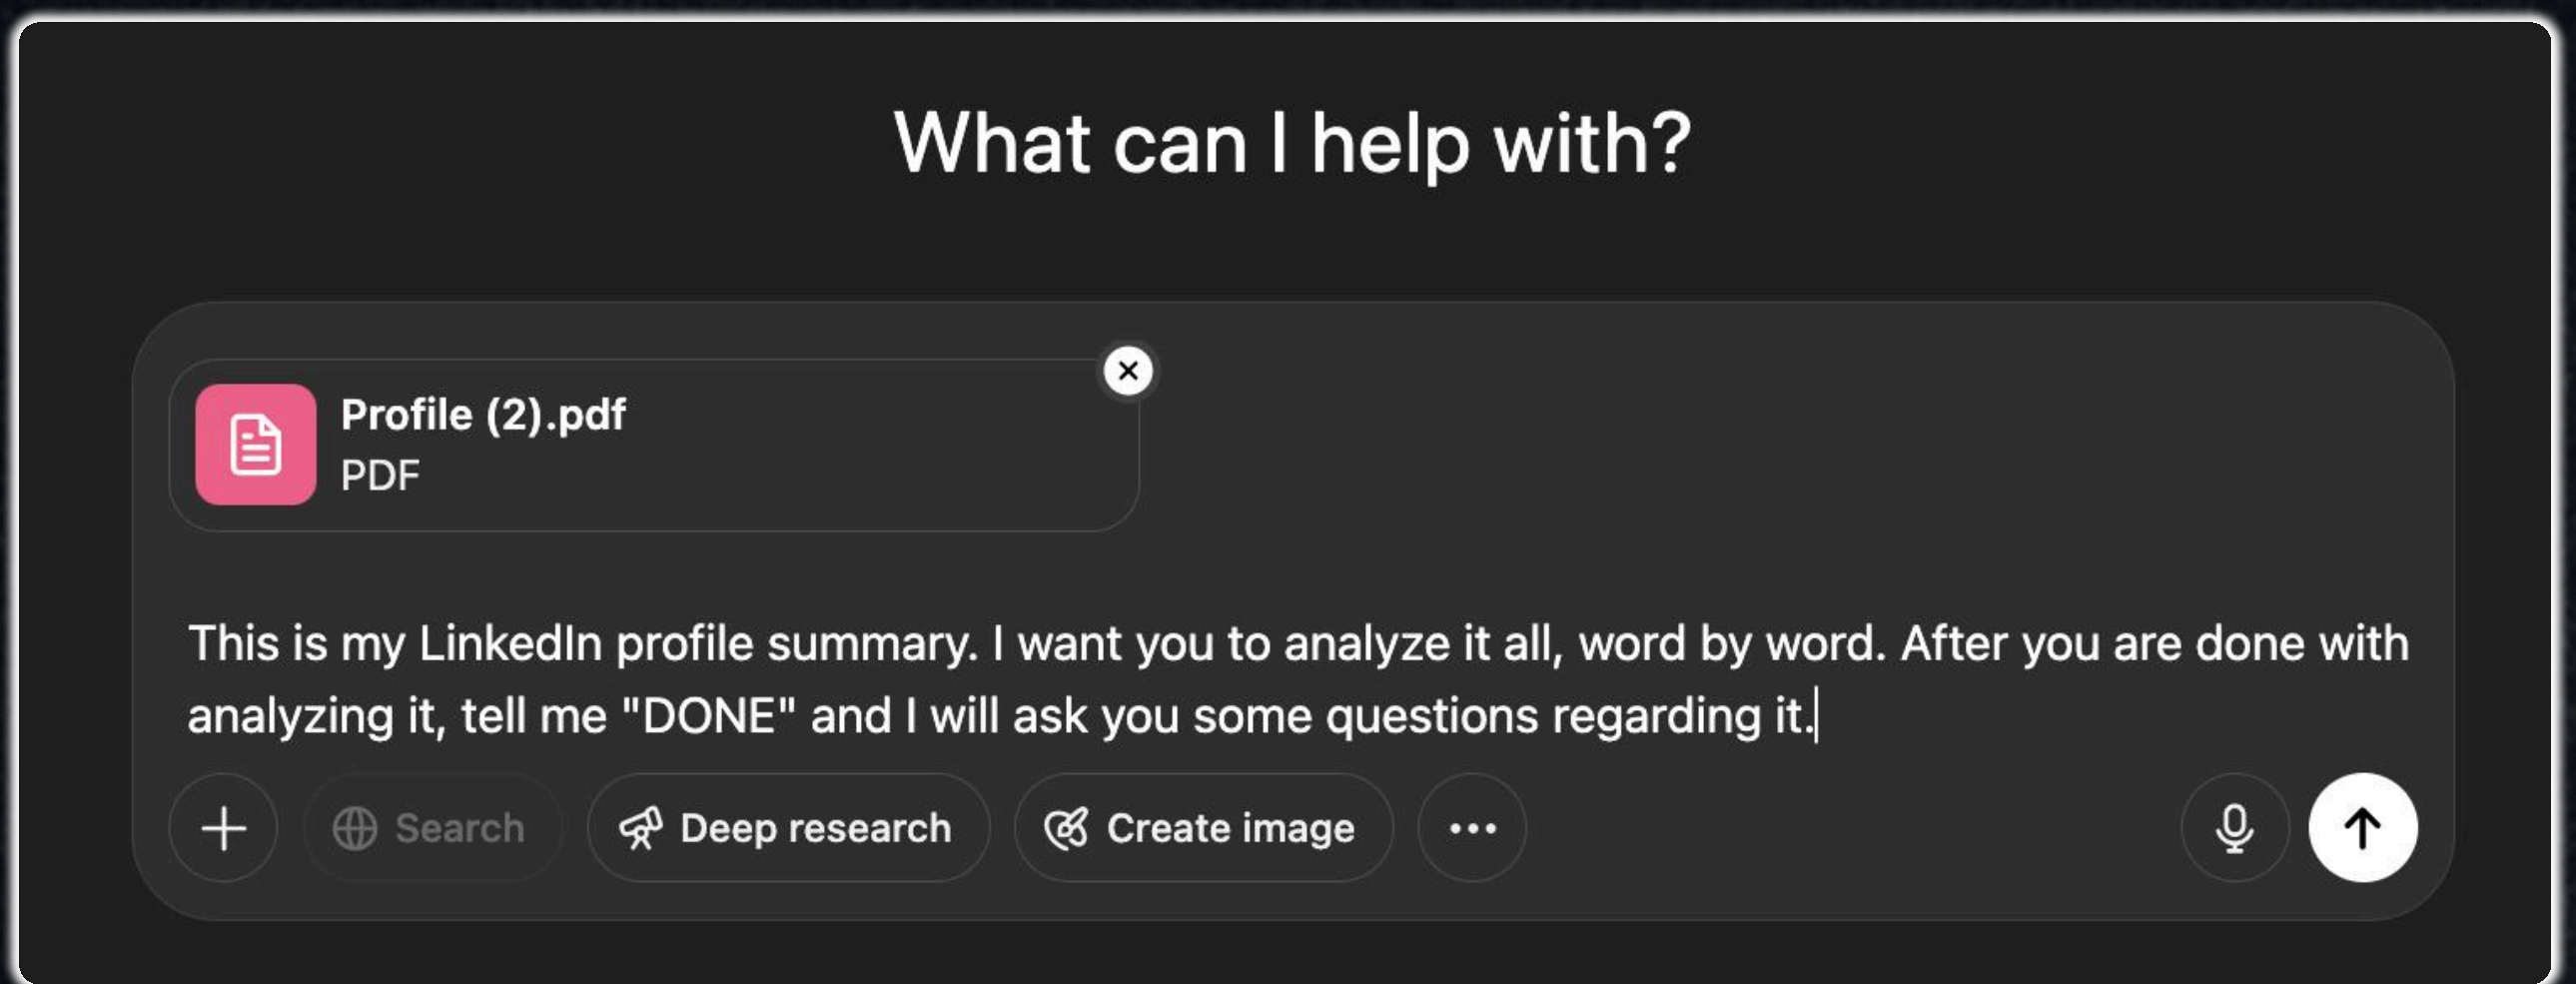 What can I help with?
Profile (2).pdf
PDF
This is my LinkedIn profile summary. I want you to analyze it all, word by word. After you are done with
analyzing it, tell me "DONE" and I will ask you some questions regarding it.
Search
Deep research
Create image